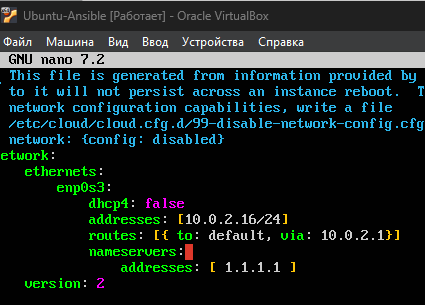 Ubuntu-Ansible [Работает] - Oracle VirtualBox
Файл Машина Вид Ввод Устройства Справка
GNU nano 7.2
This file is generated from information provided by
to it will not persist across an instance reboot. T
network configuration capabilities, write a file
/etc/cloud/cloud.cfg.d/99-disable-network-config.cfg
network: {config: disabled}
etwork:
    ethernets:
        enp0s3:
            dhcp4: false
            addresses: [10.0.2.16/24]
            routes: [{ to: default, via: 10.0.2.1}]
            nameservers:
                addresses: [ 1.1.1.1 ]
    version: 2